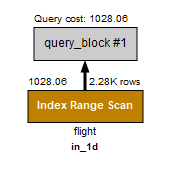 Query cost: 1028.06
query_block #1
1028.06 2.28K rows
Index Range Scan
flight
in_1d